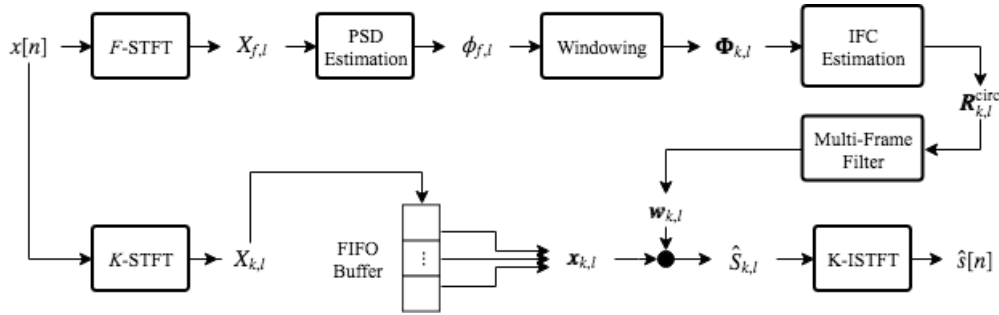 x[n]
F-STFT
X_{f,l}
PSD
Estimation
ϕ_{f,l}
Windowing
Φ_{k,l}
IFC
Estimation
R_{k,l}^{circ}
Multi-Frame
Filter
w_{k,l}
K-STFT
X_{k,l}
FIFO
Buffer
⋮
x_{k,l}
Ŝ_{k,l}
K-ISTFT
ŝ[n]